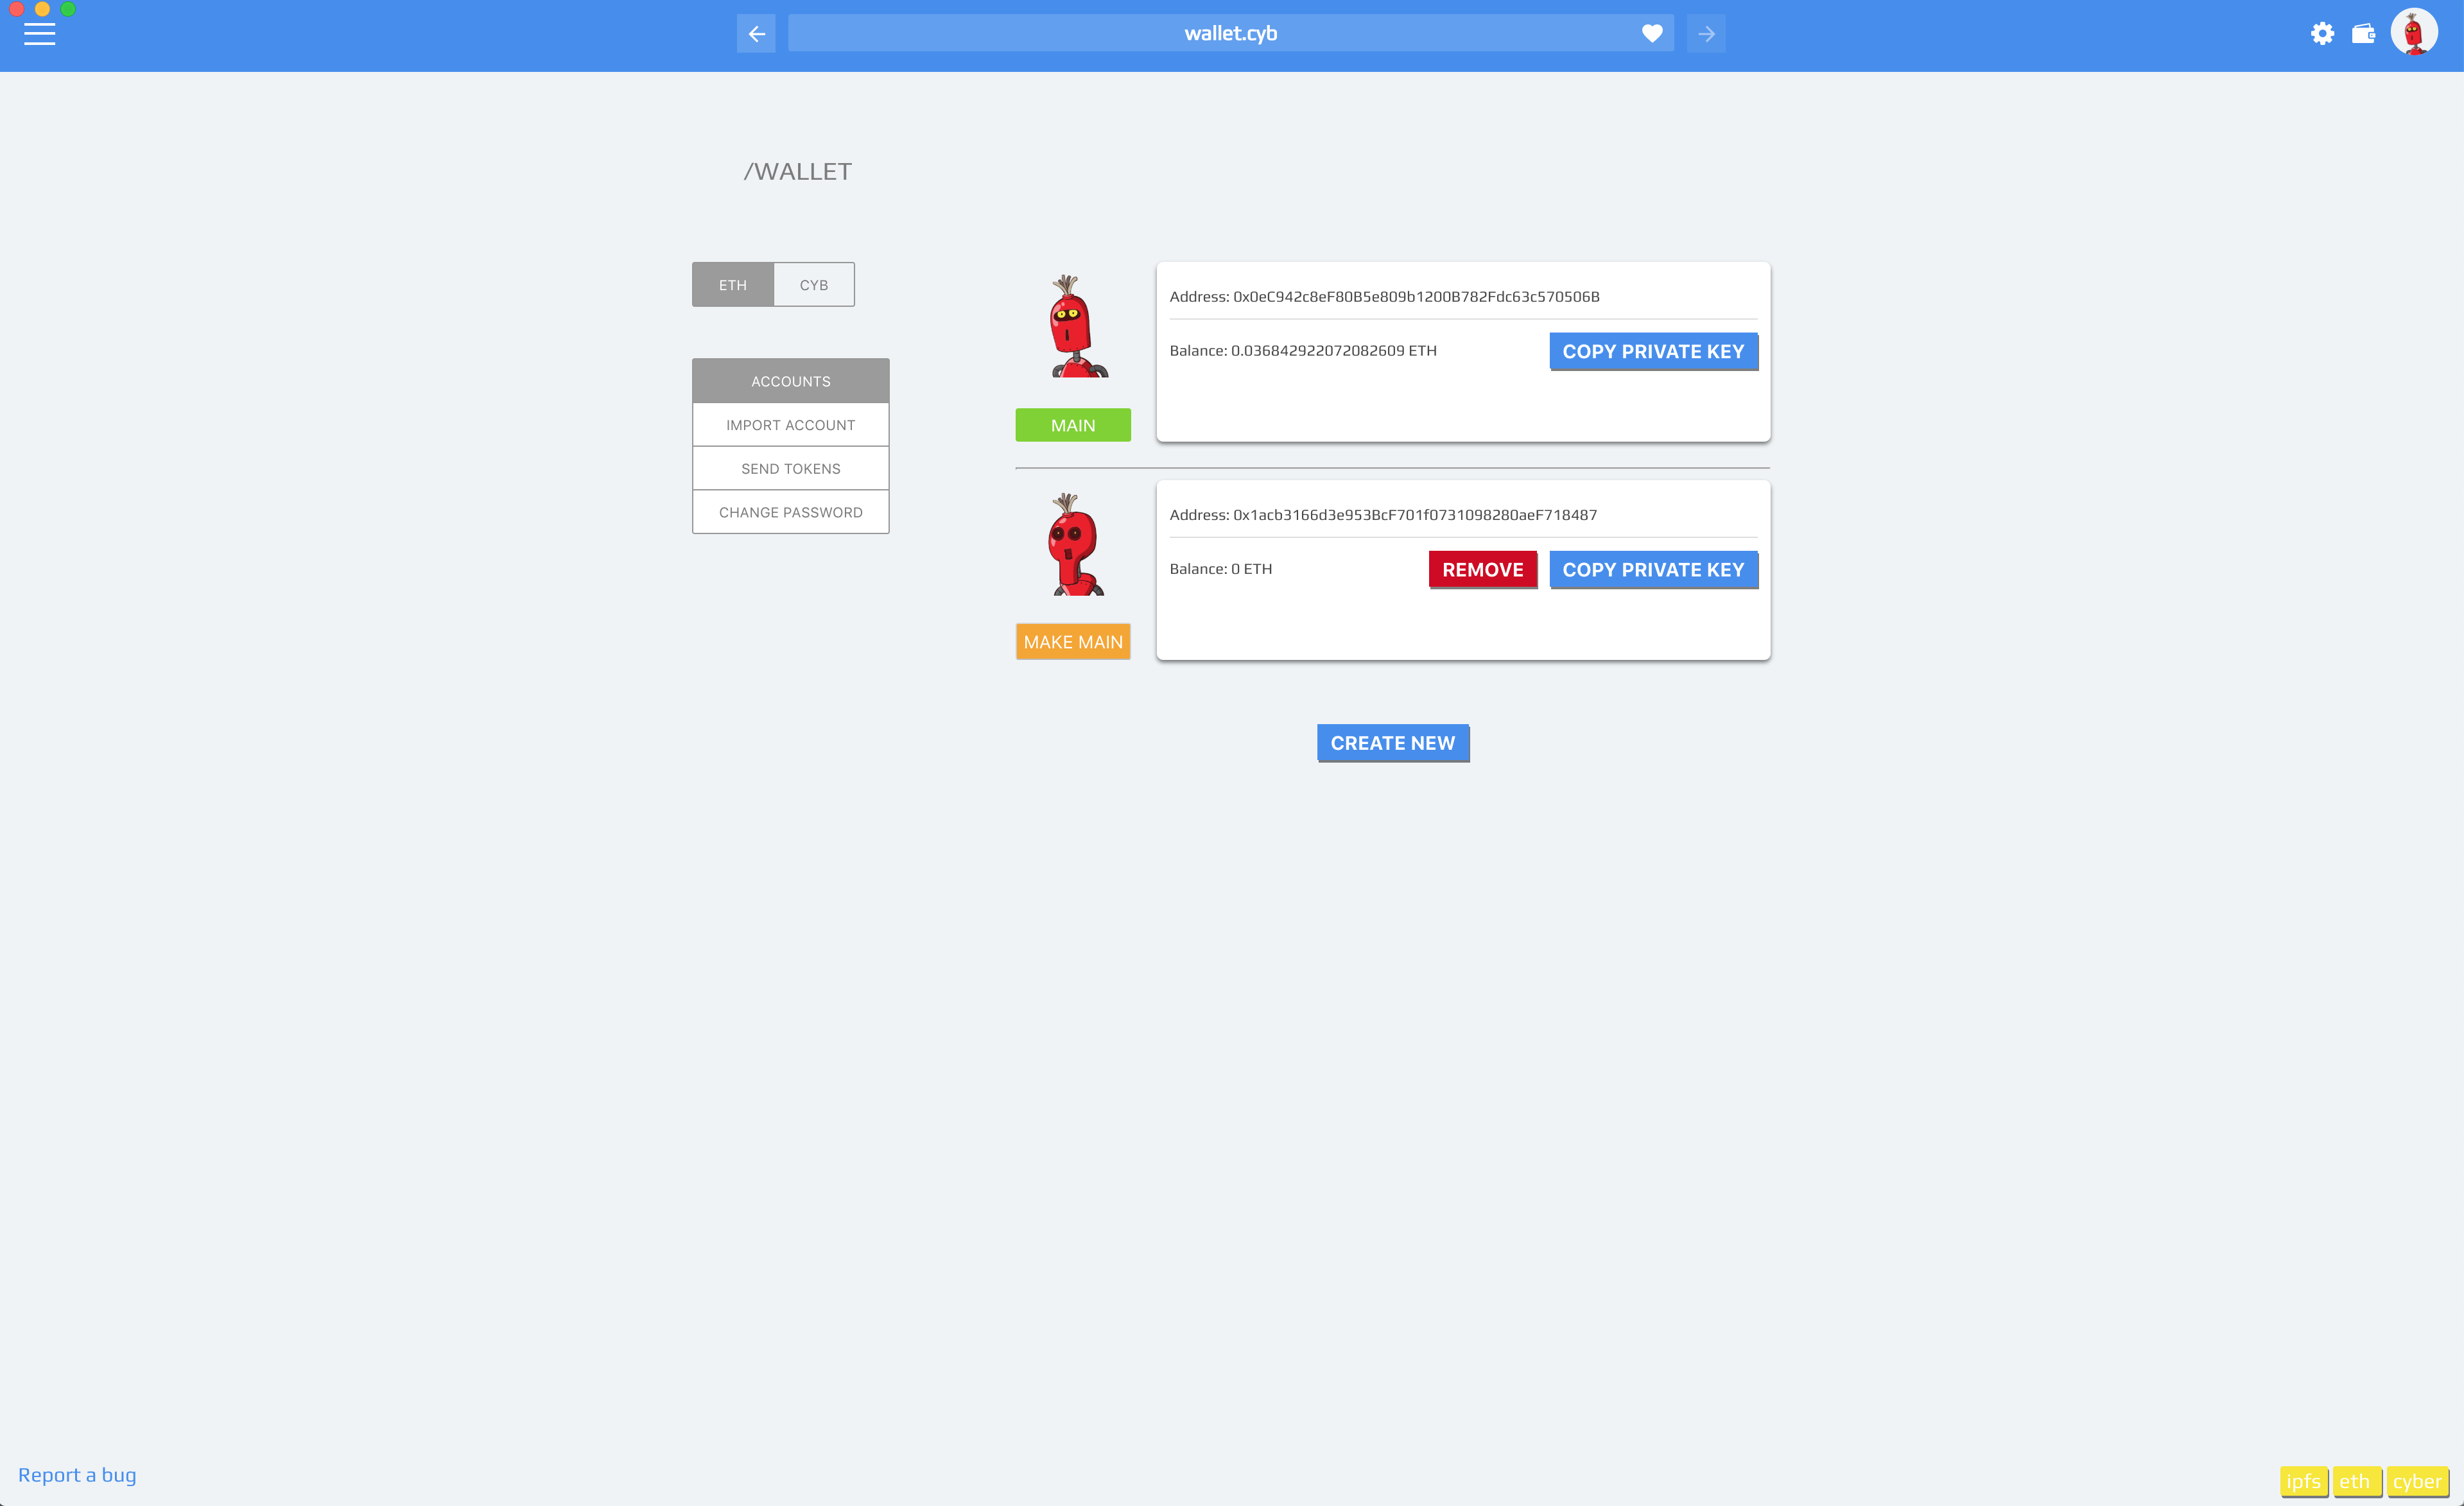 wallet.cyb
/WALLET
ETH CYB
ACCOUNTS
IMPORT ACCOUNT
SEND TOKENS
CHANGE PASSWORD
Address: 0x0eC942c8eF80B5e809b1200B782Fdc63c570506B
Balance: 0.036842922072082609 ETH
COPY PRIVATE KEY
MAIN
Address: 0x1acb3166d3e953BcF701f0731098280aeF718487
Balance: 0 ETH
REMOVE
COPY PRIVATE KEY
MAKE MAIN
CREATE NEW
Report a bug
ipfs eth cyber